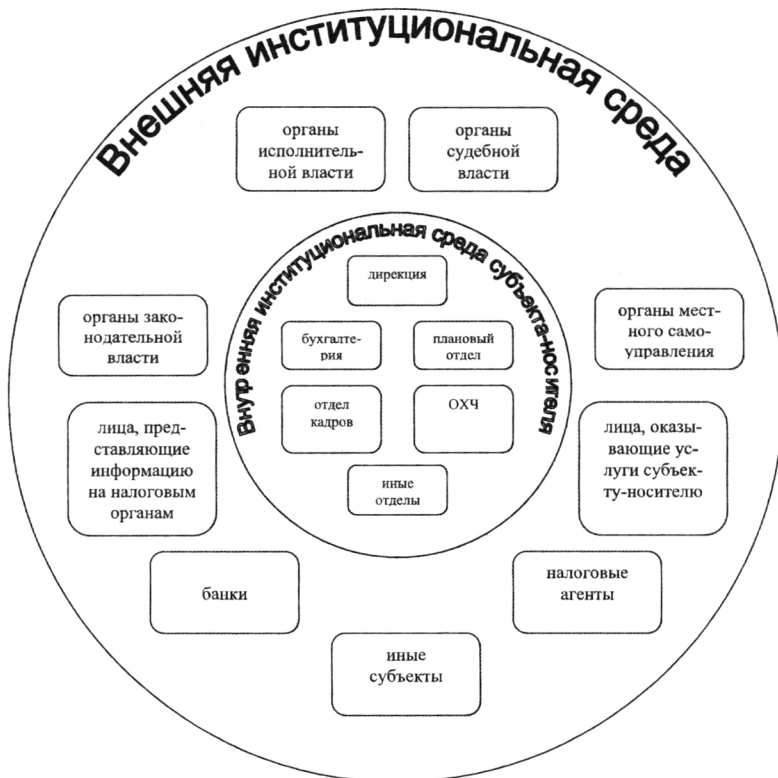 Внешняя институциональная среда
органы
исполнитель-
ной власти
органы
судебной
власти
Внутренняя институциональная среда субъекта-носителя
дирекция
органы зако-
нодательной
власти
бухгалте-
рия
плановый
отдел
органы мест-
ного само-
управления
лица, пред-
ставляющие
информацию
на налоговым
органам
отдел
кадров
ОХЧ
лица, оказы-
вающие ус-
луги субъек-
ту-носителю
иные
отделы
банки
налоговые
агенты
иные
субъекты